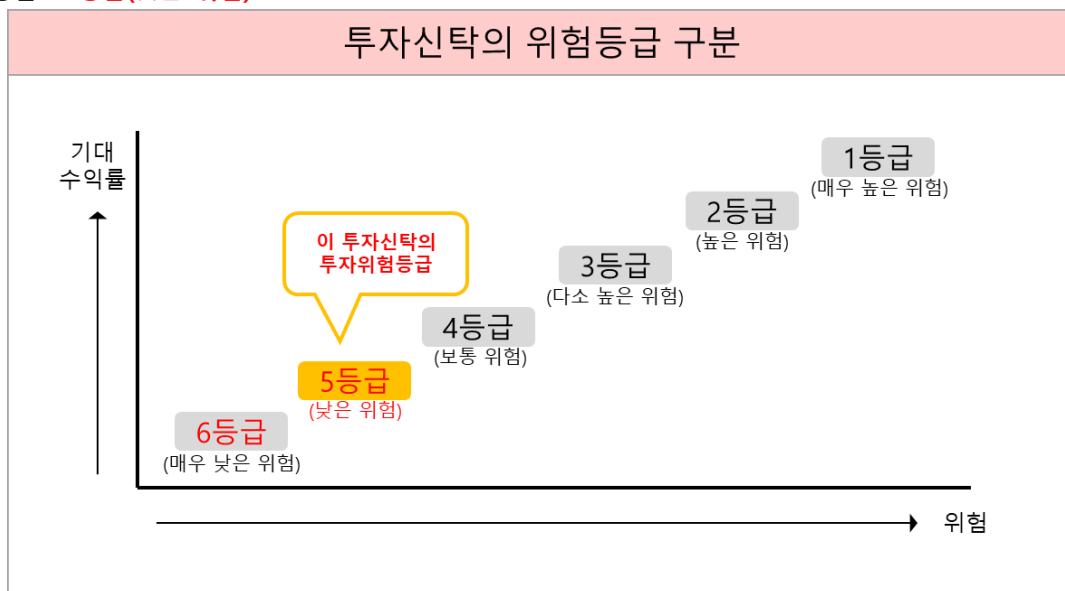 투자신탁의 위험등급 구분
기대
수익률
1등급
(매우 높은 위험)
2등급
(높은 위험)
이 투자신탁의
투자위험등급
3등급
(다소 높은 위험)
4등급
(보통 위험)
5등급
(낮은 위험)
6등급
(매우 낮은 위험)
위험